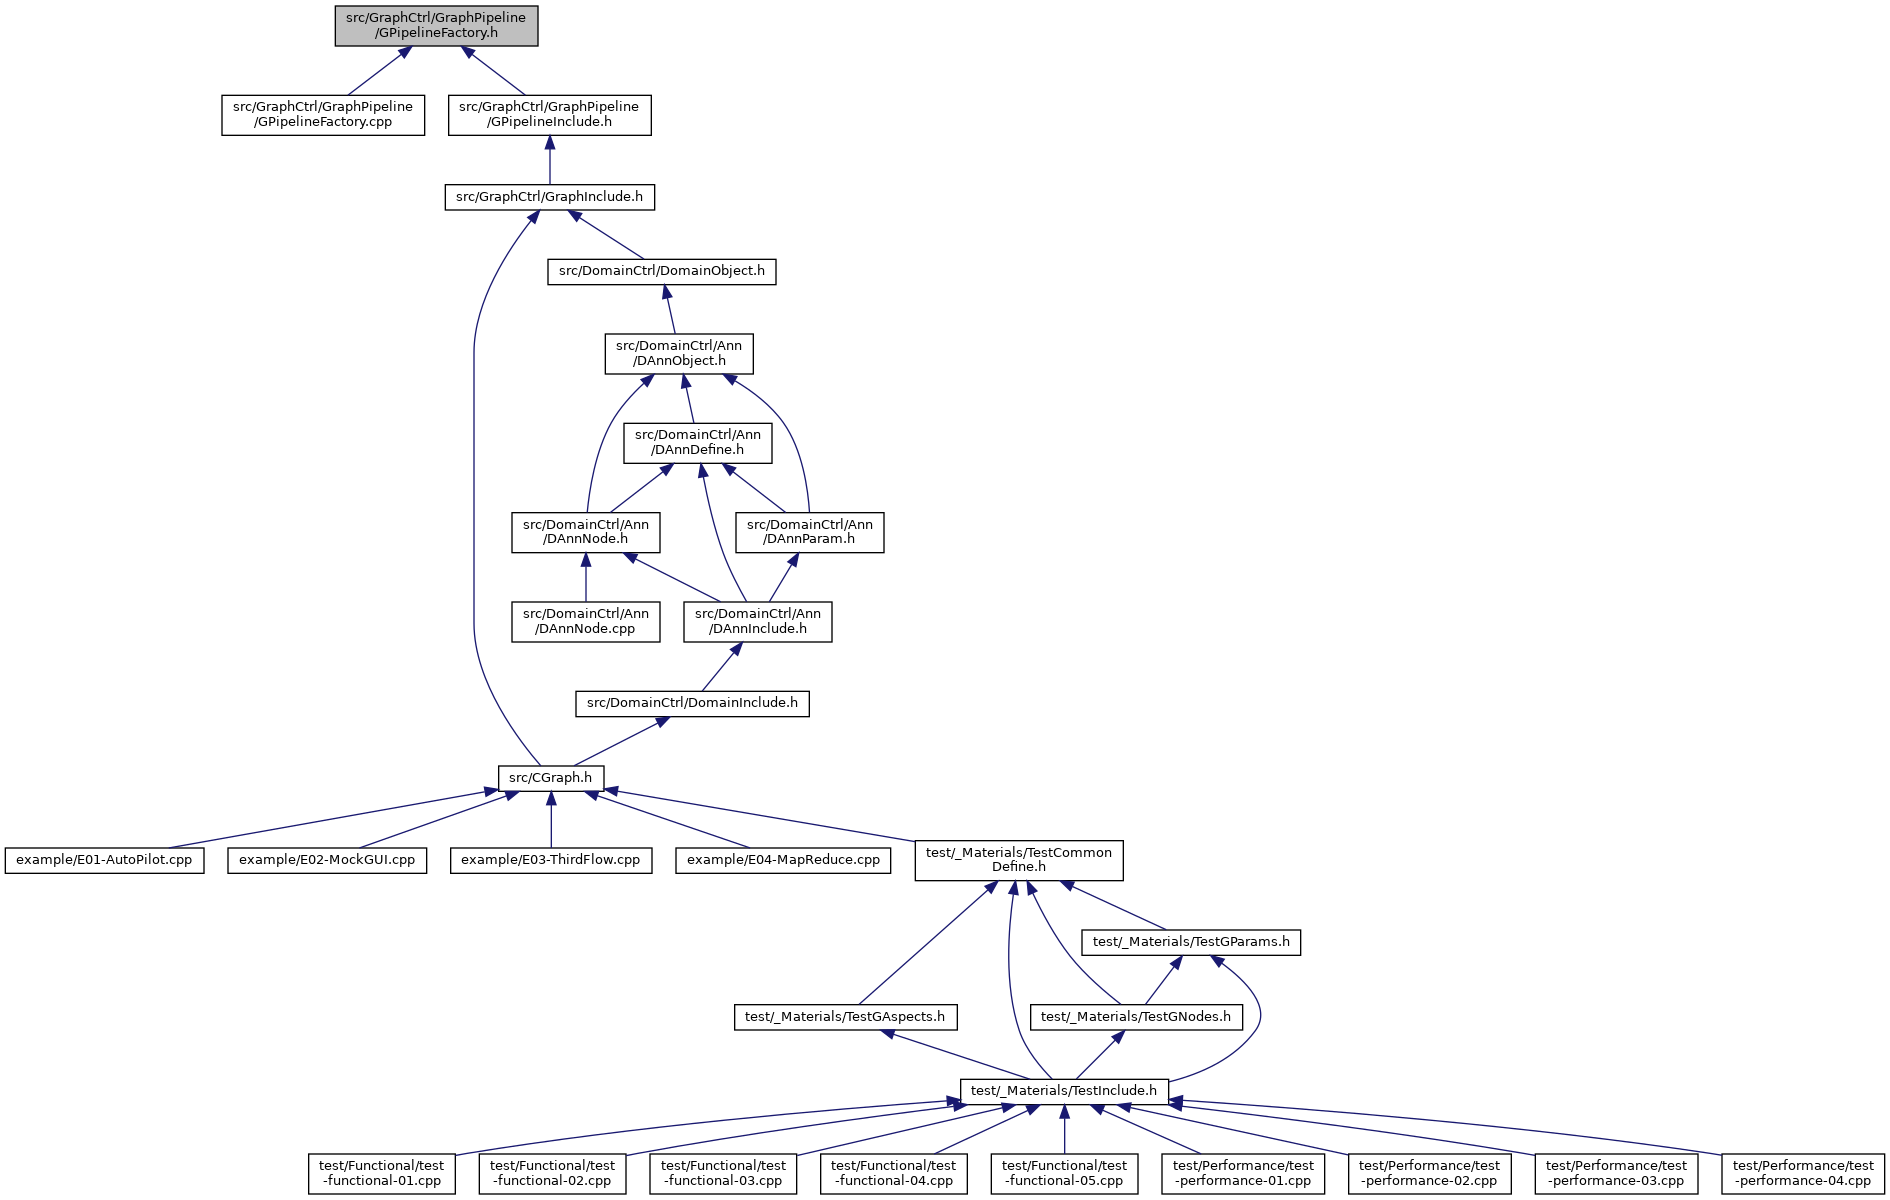 src/GraphCtrl/GraphPipeline
/GPipelineFactory.h
src/GraphCtrl/GraphPipeline
/GPipelineFactory.cpp
src/GraphCtrl/GraphPipeline
/GPipelineInclude.h
src/GraphCtrl/GraphInclude.h
src/DomainCtrl/DomainObject.h
src/DomainCtrl/Ann
/DAnnObject.h
src/DomainCtrl/Ann
/DAnnDefine.h
src/DomainCtrl/Ann
/DAnnNode.h
src/DomainCtrl/Ann
/DAnnParam.h
src/DomainCtrl/Ann
/DAnnNode.cpp
src/DomainCtrl/Ann
/DAnnInclude.h
src/DomainCtrl/DomainInclude.h
src/CGraph.h
example/E01-AutoPilot.cpp
example/E02-MockGUI.cpp
example/E03-ThirdFlow.cpp
example/E04-MapReduce.cpp
test/_Materials/TestCommon
Define.h
test/_Materials/TestGParams.h
test/_Materials/TestGAspects.h
test/_Materials/TestGNodes.h
test/_Materials/TestInclude.h
test/Functional/test
-functional-01.cpp
test/Functional/test
-functional-02.cpp
test/Functional/test
-functional-03.cpp
test/Functional/test
-functional-04.cpp
test/Functional/test
-functional-05.cpp
test/Performance/test
-performance-01.cpp
test/Performance/test
-performance-02.cpp
test/Performance/test
-performance-03.cpp
test/Performance/test
-performance-04.cpp